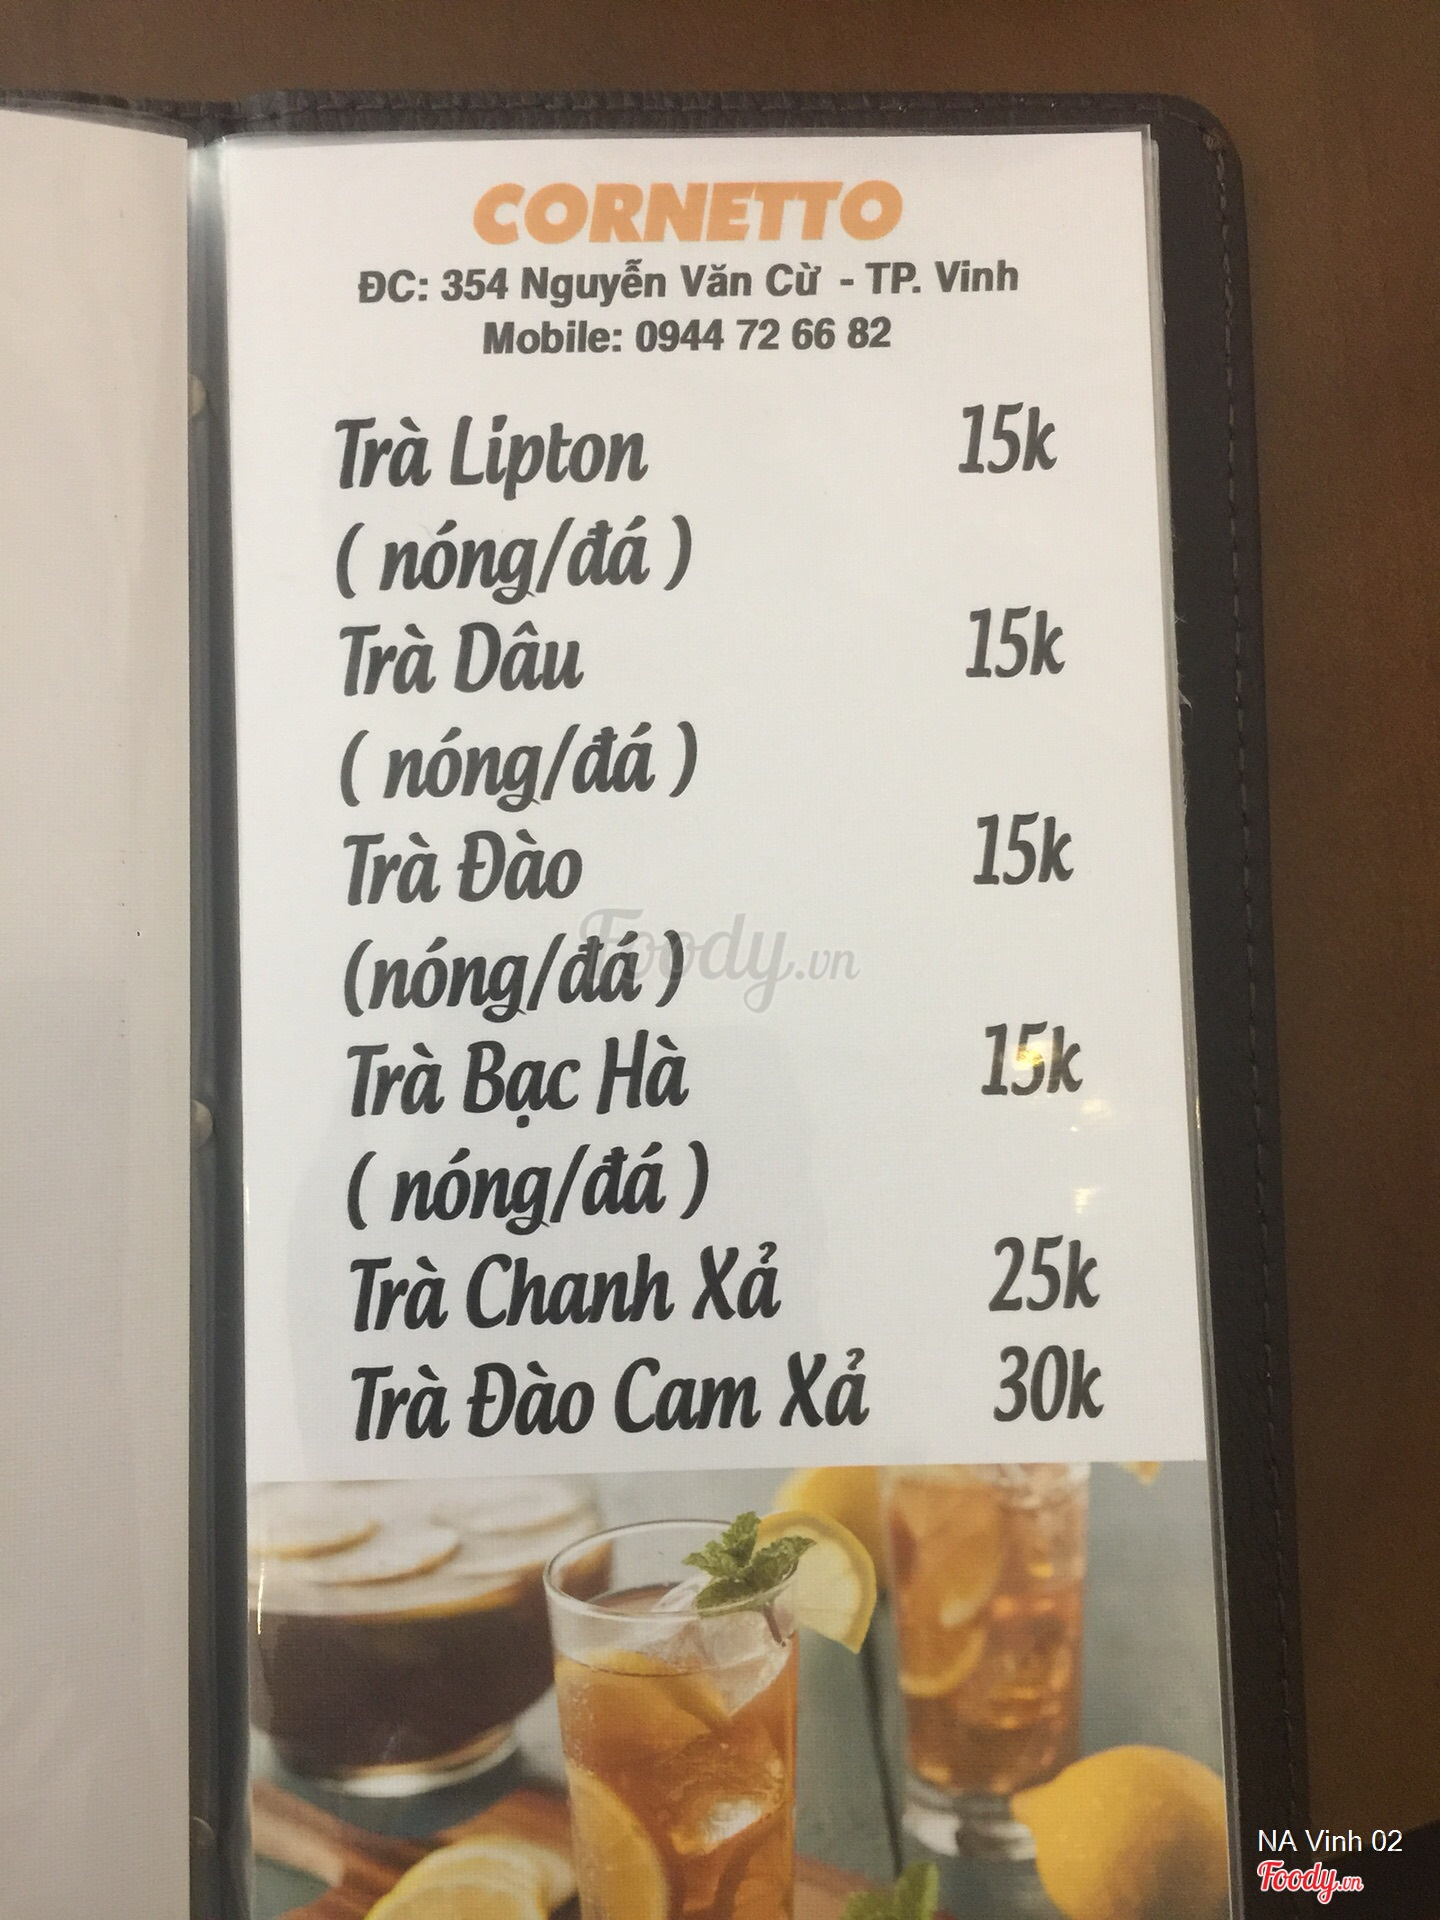 CORNETTO
ĐC: 354 Nguyễn Văn Cừ - TP. Vinh
Mobile: 0944 72 66 82
Trà Lipton 15k
( nóng/đá )
Trà Dâu 15k
( nóng/đá )
Trà Đào 15k
(nóng/đá )
Foody.vn
Trà Bạc Hà 15k
( nóng/đá )
Trà Chanh Xả 25k
Trà Đào Cam Xả 30k
NA Vinh 02
Foody.vn